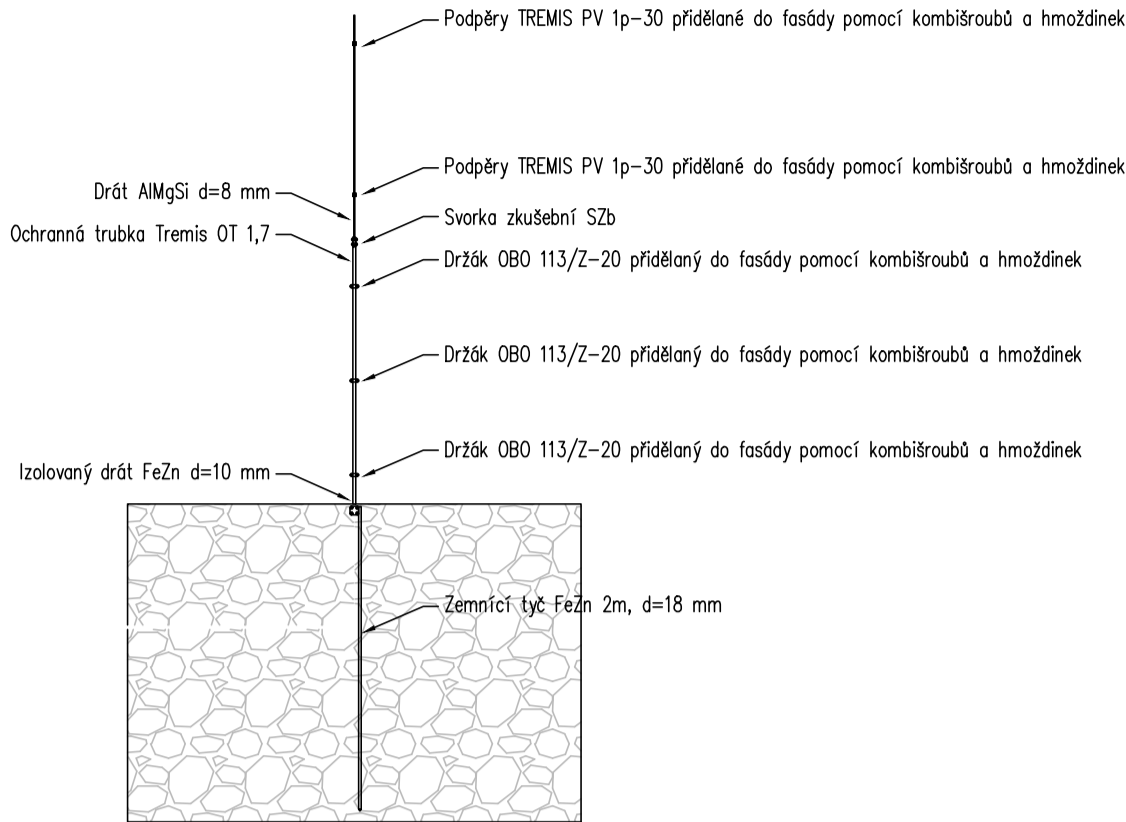 Podpěry TREMIS PV 1p-30 přidělané do fasády pomocí kombišroubů a hmoždinek
Podpěry TREMIS PV 1p-30 přidělané do fasády pomocí kombišroubů a hmoždinek
Drát AlMgSi d=8 mm
Svorka zkušební SZb
Ochranná trubka Tremis OT 1,7
Držák OBO 113/Z-20 přidělaný do fasády pomocí kombišroubů a hmoždinek
Držák OBO 113/Z-20 přidělaný do fasády pomocí kombišroubů a hmoždinek
Držák OBO 113/Z-20 přidělaný do fasády pomocí kombišroubů a hmoždinek
Izolovaný drát FeZn d=10 mm
Zemnící tyč FeZn 2m, d=18 mm